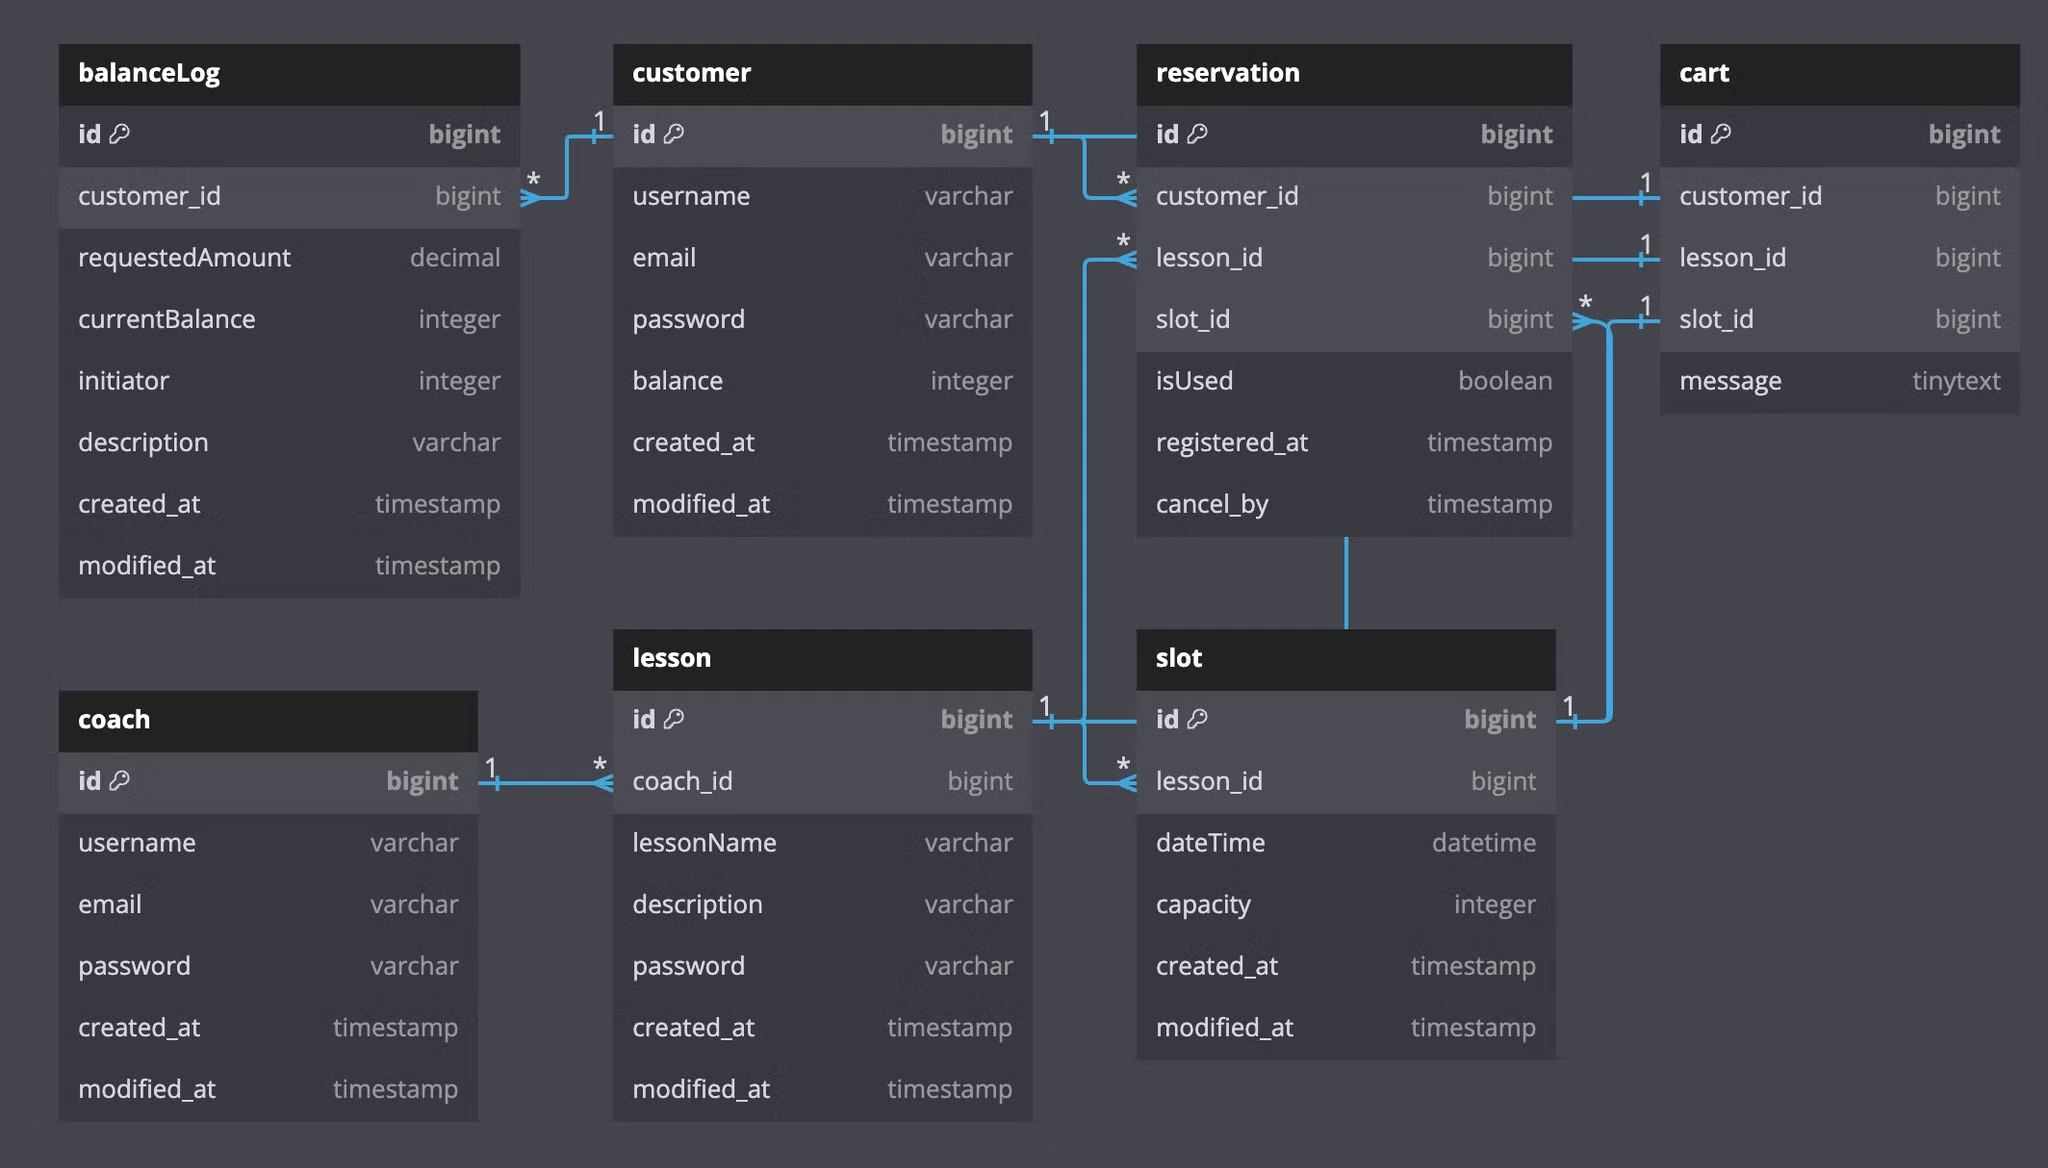 balanceLog
id bigint
customer_id bigint
requestedAmount decimal
currentBalance integer
initiator integer
description varchar
created_at timestamp
modified_at timestamp
* 1
customer
id bigint
username varchar
email varchar
password varchar
balance integer
created_at timestamp
modified_at timestamp
1 * *
reservation
id bigint
customer_id bigint
lesson_id bigint
slot_id bigint
isUsed boolean
registered_at timestamp
cancel_by timestamp
1
1
* 1
cart
id bigint
customer_id bigint
lesson_id bigint
slot_id bigint
message tinytext
coach
id bigint
username varchar
email varchar
password varchar
created_at timestamp
modified_at timestamp
1 *
lesson
id bigint
coach_id bigint
lessonName varchar
description varchar
password varchar
created_at timestamp
modified_at timestamp
1 *
slot
id bigint
lesson_id bigint
dateTime datetime
capacity integer
created_at timestamp
modified_at timestamp
1